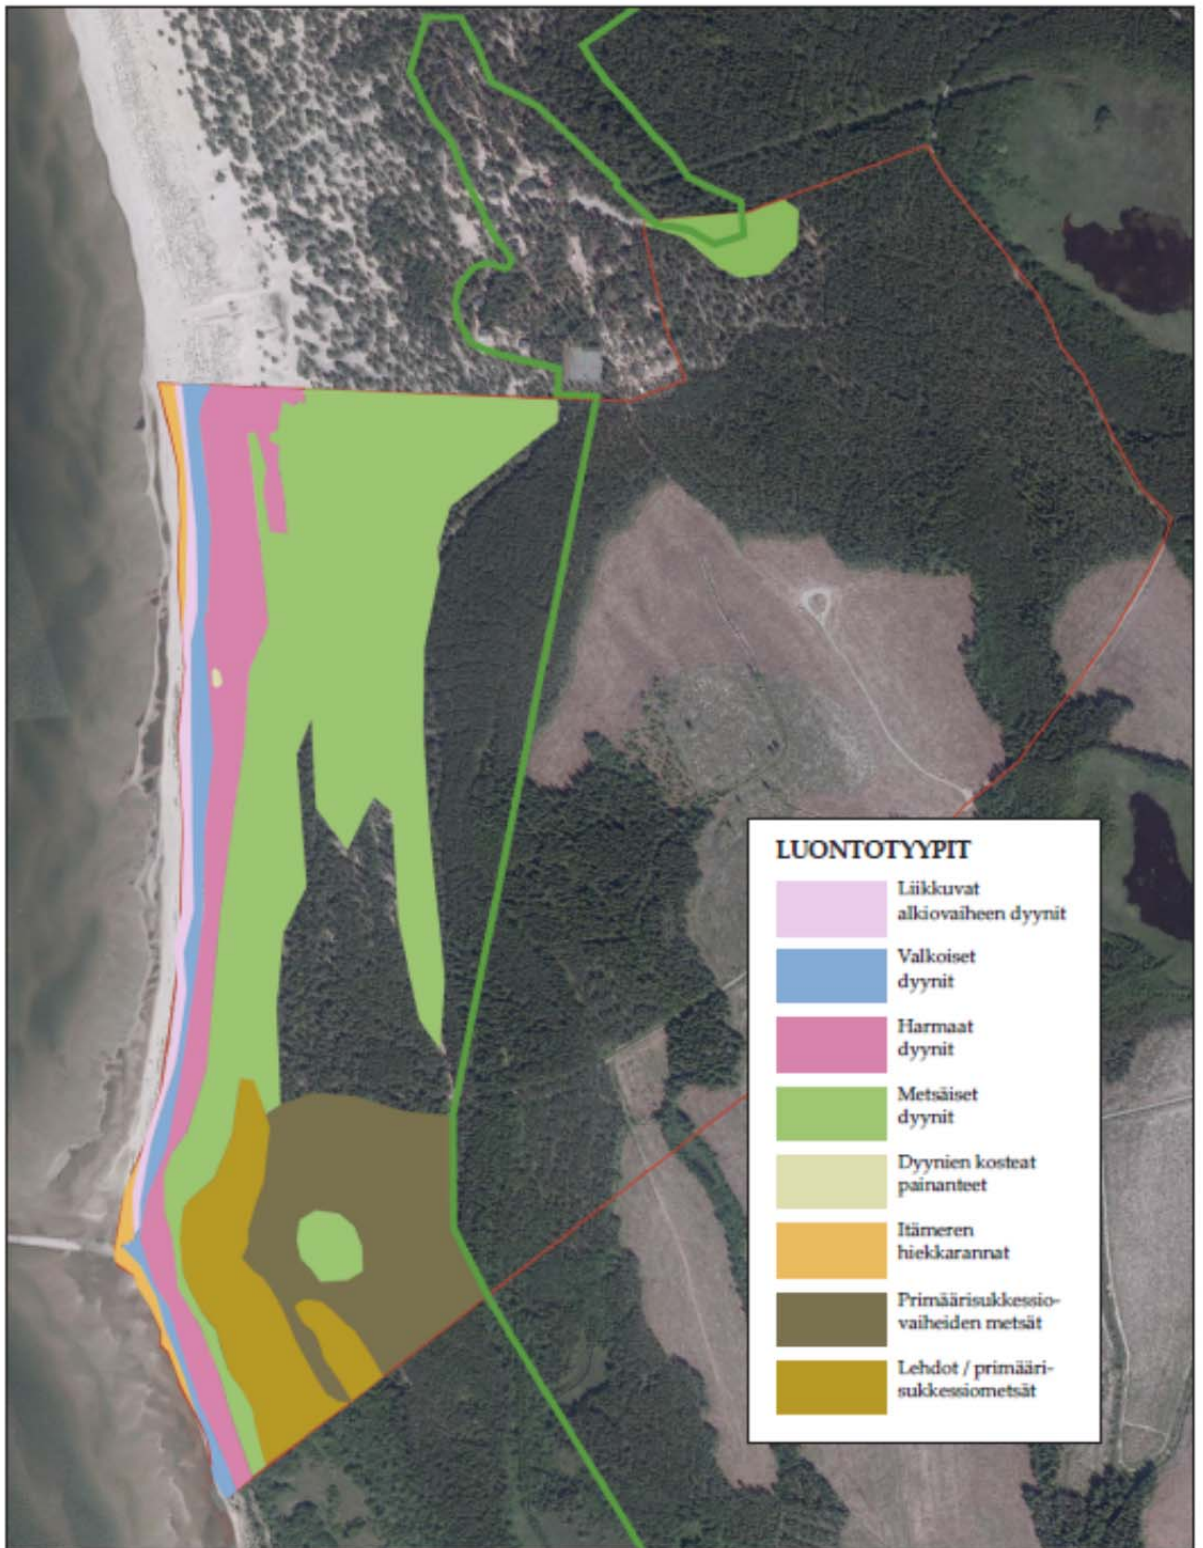 LUONTOTYYPIT
Liikkuvat
alkiovaiheen dyynit
Valkoiset
dyynit
Harmaat
dyynit
Metsäiset
dyynit
Dyynien kosteat
painanteet
Itämeren
hiekkarannat
Primäärisukkessio-
vaiheiden metsät
Lehdot / primääri-
sukkessiometsät